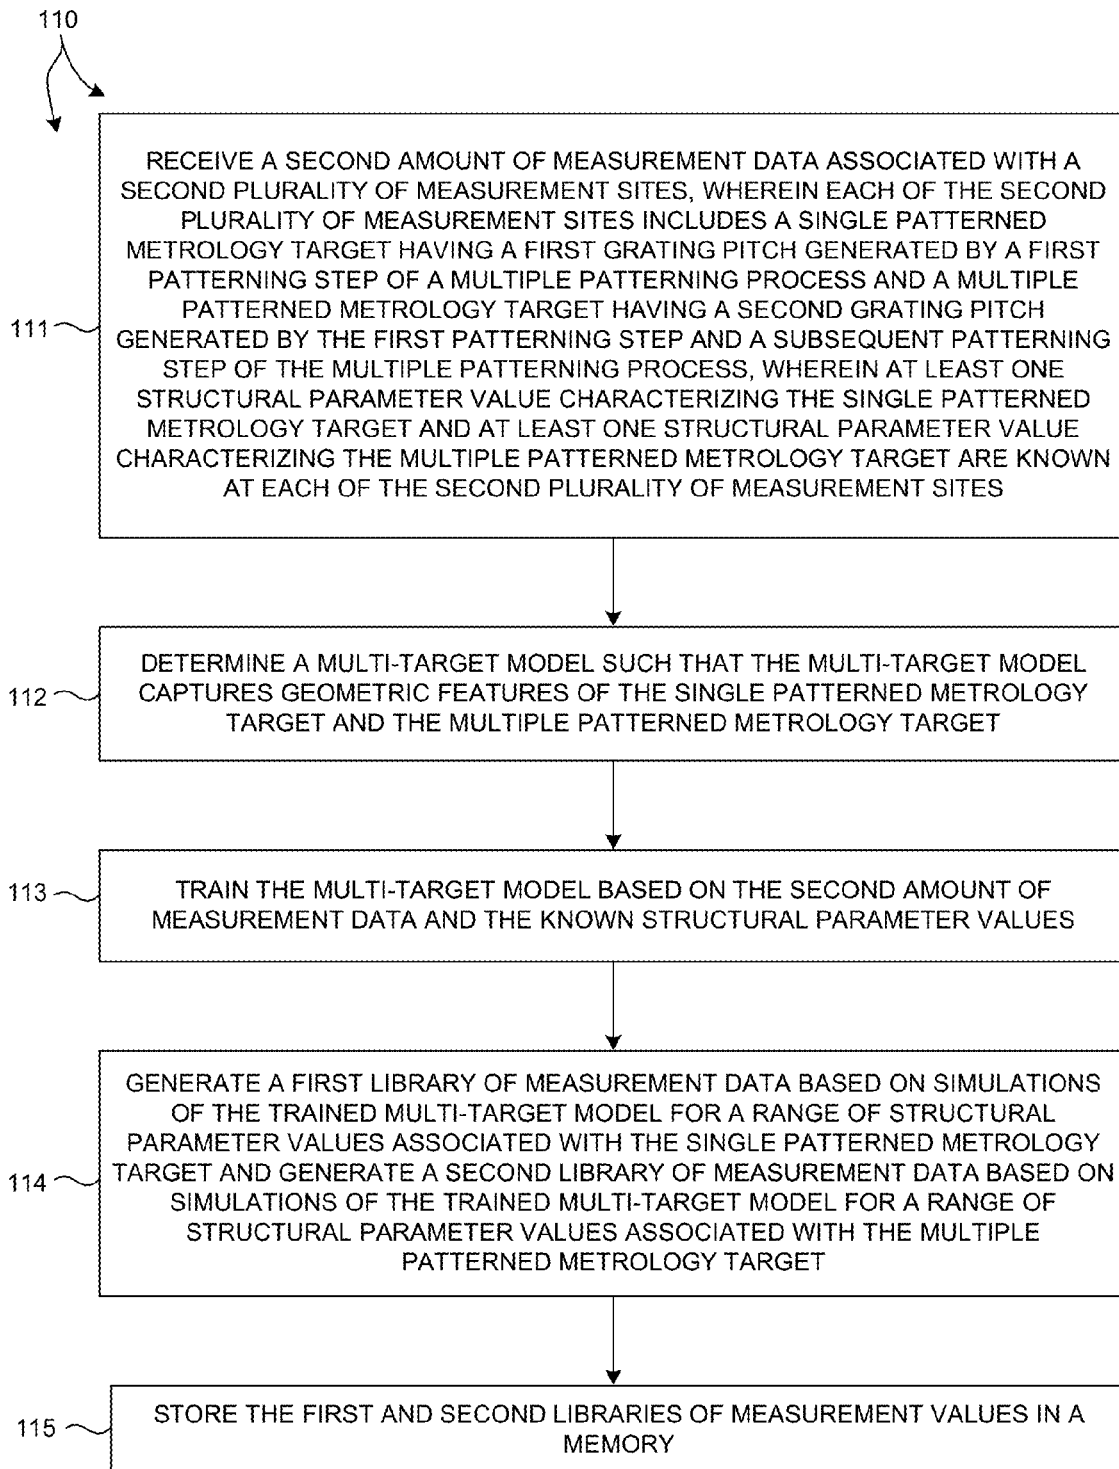 110
111
RECEIVE A SECOND AMOUNT OF MEASUREMENT DATA ASSOCIATED WITH A
SECOND PLURALITY OF MEASUREMENT SITES, WHEREIN EACH OF THE SECOND
PLURALITY OF MEASUREMENT SITES INCLUDES A SINGLE PATTERNED
METROLOGY TARGET HAVING A FIRST GRATING PITCH GENERATED BY A FIRST
PATTERNING STEP OF A MULTIPLE PATTERNING PROCESS AND A MULTIPLE
PATTERNED METROLOGY TARGET HAVING A SECOND GRATING PITCH
GENERATED BY THE FIRST PATTERNING STEP AND A SUBSEQUENT PATTERNING
STEP OF THE MULTIPLE PATTERNING PROCESS, WHEREIN AT LEAST ONE
STRUCTURAL PARAMETER VALUE CHARACTERIZING THE SINGLE PATTERNED
METROLOGY TARGET AND AT LEAST ONE STRUCTURAL PARAMETER VALUE
CHARACTERIZING THE MULTIPLE PATTERNED METROLOGY TARGET ARE KNOWN
AT EACH OF THE SECOND PLURALITY OF MEASUREMENT SITES
112
DETERMINE A MULTI-TARGET MODEL SUCH THAT THE MULTI-TARGET MODEL
CAPTURES GEOMETRIC FEATURES OF THE SINGLE PATTERNED METROLOGY
TARGET AND THE MULTIPLE PATTERNED METROLOGY TARGET
113
TRAIN THE MULTI-TARGET MODEL BASED ON THE SECOND AMOUNT OF
MEASUREMENT DATA AND THE KNOWN STRUCTURAL PARAMETER VALUES
114
GENERATE A FIRST LIBRARY OF MEASUREMENT DATA BASED ON SIMULATIONS
OF THE TRAINED MULTI-TARGET MODEL FOR A RANGE OF STRUCTURAL
PARAMETER VALUES ASSOCIATED WITH THE SINGLE PATTERNED METROLOGY
TARGET AND GENERATE A SECOND LIBRARY OF MEASUREMENT DATA BASED ON
SIMULATIONS OF THE TRAINED MULTI-TARGET MODEL FOR A RANGE OF
STRUCTURAL PARAMETER VALUES ASSOCIATED WITH THE MULTIPLE
PATTERNED METROLOGY TARGET
115
STORE THE FIRST AND SECOND LIBRARIES OF MEASUREMENT VALUES IN A
MEMORY